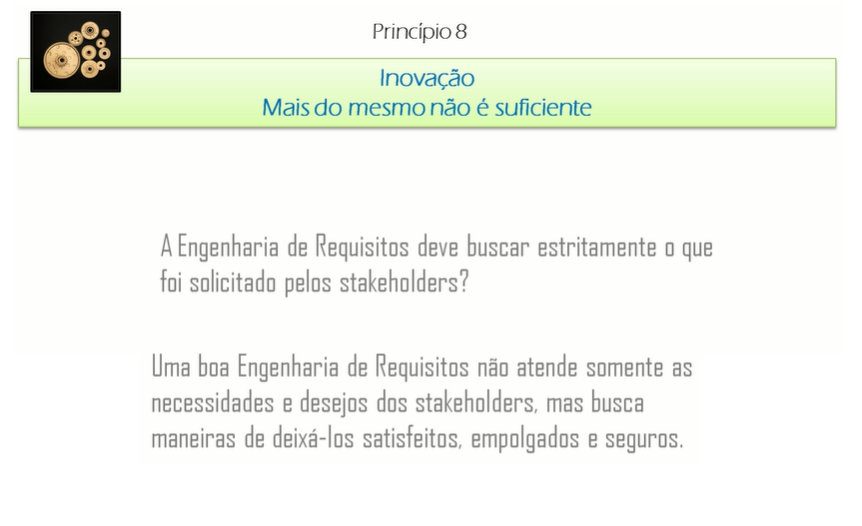 Princípio 8
Inovação
Mais do mesmo não é suficiente
A Engenharia de Requisitos deve buscar estritamente o que
foi solicitado pelos stakeholders?
Uma boa Engenharia de Requisitos não atende somente as
necessidades e desejos dos stakeholders, mas busca
maneiras de deixá-los satisfeitos, empolgados e seguros.